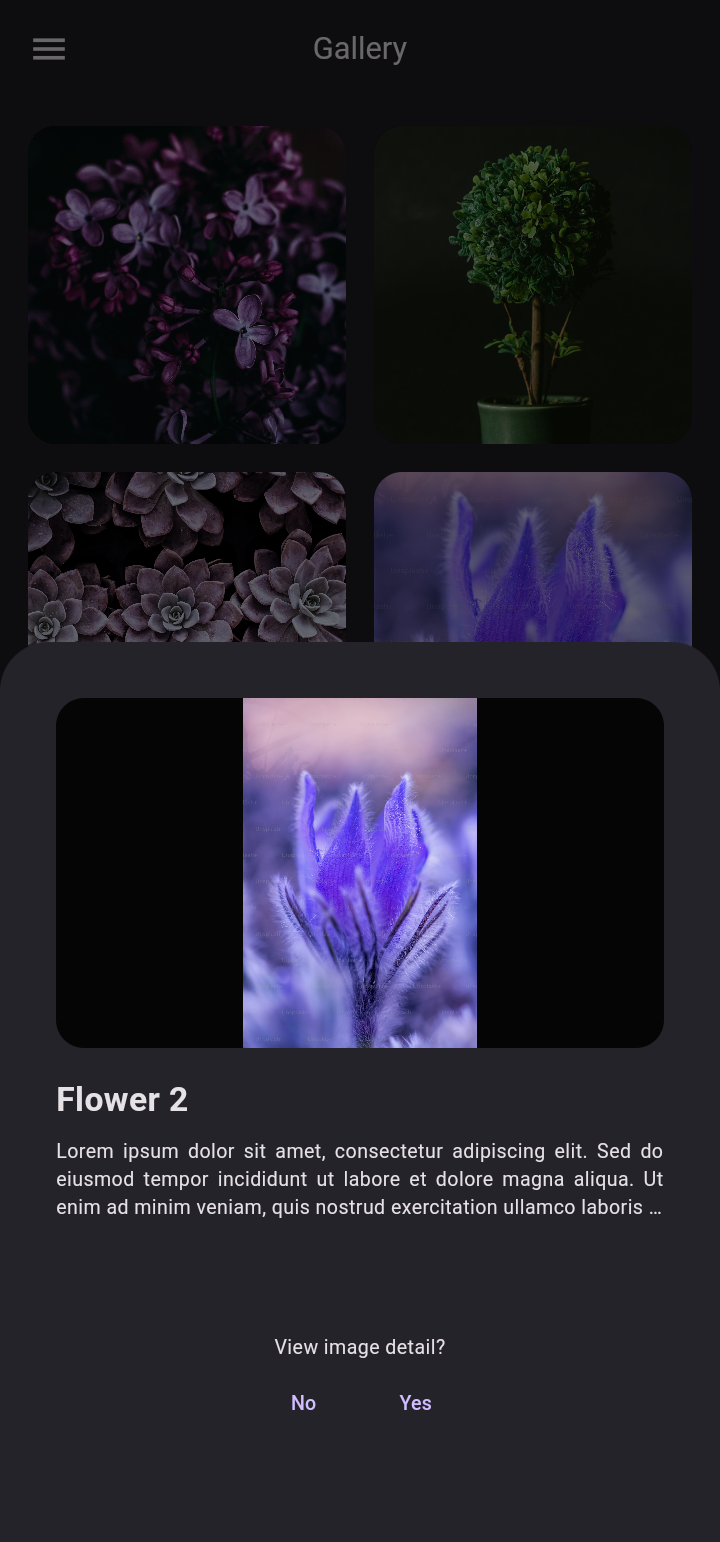 Gallery
Flower 2
Lorem ipsum dolor sit amet, consectetur adipiscing elit. Sed do
eiusmod tempor incididunt ut labore et dolore magna aliqua. Ut
enim ad minim veniam, quis nostrud exercitation ullamco laboris …
View image detail?
No
Yes